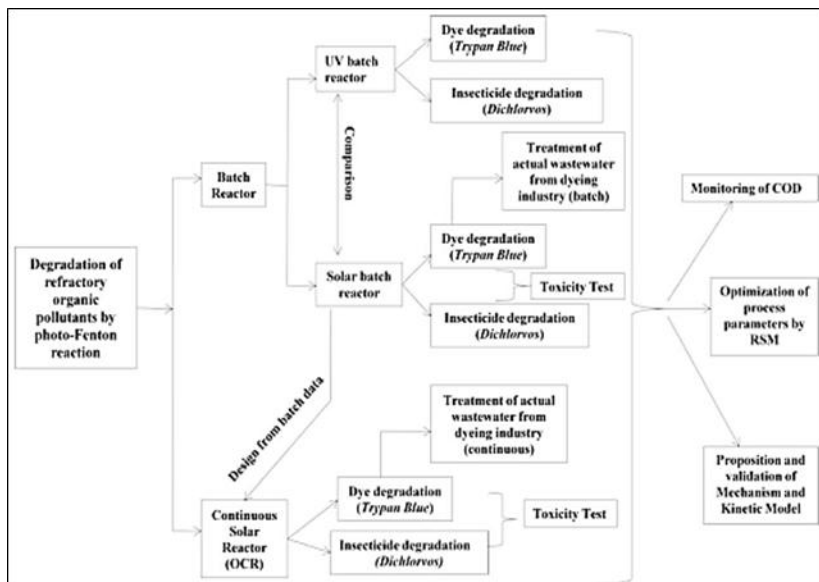 Degradation of
refractory
organic
pollutants by
photo-Fenton
reaction
Batch
Reactor
UV batch
reactor
Comparison
Solar batch
reactor
Design from batch data
Continuous
Solar
Reactor
(OCR)
Dye degradation
(Trypan Blue)
Insecticide degradation
(Dichlorvos)
Treatment of
actual wastewater
from dyeing
industry (batch)
Dye degradation
(Trypan Blue)
Toxicity Test
Insecticide degradation
(Dichlorvos)
Treatment of actual
wastewater from
dyeing industry
(continuous)
Dye degradation
(Trypan Blue)
Toxicity Test
Insecticide degradation
(Dichlorvos)
Monitoring of COD
Optimization of
process parameters by
RSM
Proposition and
validation of
Mechanism and
Kinetic Model